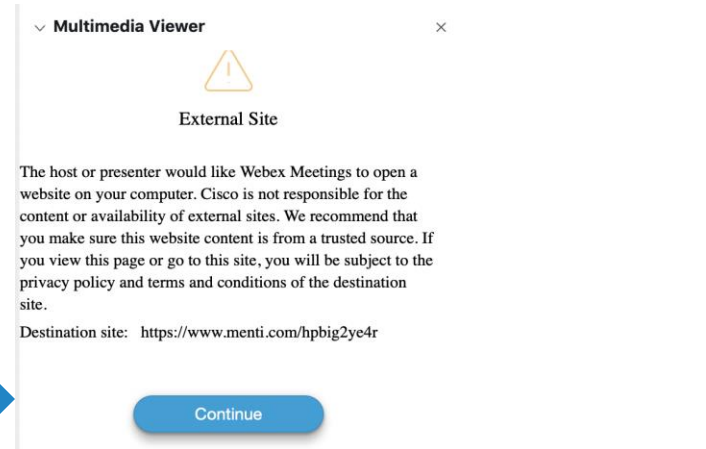 Multimedia Viewer
External Site
The host or presenter would like Webex Meetings to open a
website on your computer. Cisco is not responsible for the
content or availability of external sites. We recommend that
you make sure this website content is from a trusted source. If
you view this page or go to this site, you will be subject to the
privacy policy and terms and conditions of the destination
site.
Destination site: https://www.menti.com/hpbig2ye4r
Continue